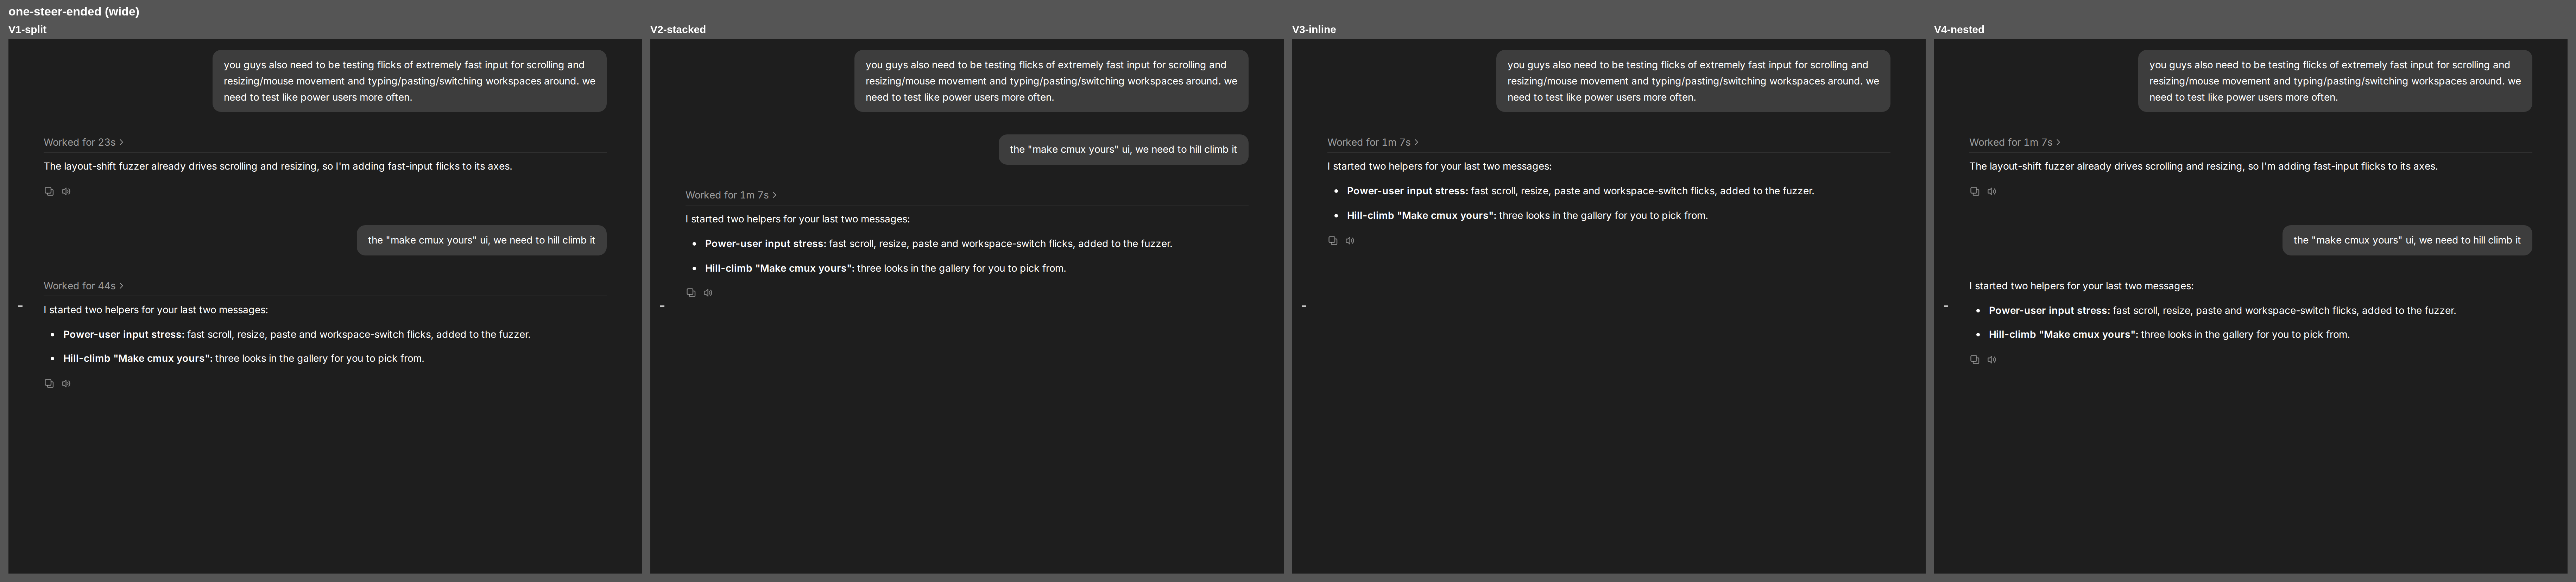 one-steer-ended (wide)
V1-split
you guys also need to be testing flicks of extremely fast input for scrolling and
resizing/mouse movement and typing/pasting/switching workspaces around. we
need to test like power users more often.
Worked for 23s >
The layout-shift fuzzer already drives scrolling and resizing, so I'm adding fast-input flicks to its axes.
the "make cmux yours" ui, we need to hill climb it
Worked for 44s >
I started two helpers for your last two messages:
• Power-user input stress: fast scroll, resize, paste and workspace-switch flicks, added to the fuzzer.
• Hill-climb "Make cmux yours": three looks in the gallery for you to pick from.
V2-stacked
you guys also need to be testing flicks of extremely fast input for scrolling and
resizing/mouse movement and typing/pasting/switching workspaces around. we
need to test like power users more often.
the "make cmux yours" ui, we need to hill climb it
Worked for 1m 7s >
I started two helpers for your last two messages:
• Power-user input stress: fast scroll, resize, paste and workspace-switch flicks, added to the fuzzer.
• Hill-climb "Make cmux yours": three looks in the gallery for you to pick from.
V3-inline
you guys also need to be testing flicks of extremely fast input for scrolling and
resizing/mouse movement and typing/pasting/switching workspaces around. we
need to test like power users more often.
Worked for 1m 7s >
I started two helpers for your last two messages:
• Power-user input stress: fast scroll, resize, paste and workspace-switch flicks, added to the fuzzer.
• Hill-climb "Make cmux yours": three looks in the gallery for you to pick from.
V4-nested
you guys also need to be testing flicks of extremely fast input for scrolling and
resizing/mouse movement and typing/pasting/switching workspaces around. we
need to test like power users more often.
Worked for 1m 7s >
The layout-shift fuzzer already drives scrolling and resizing, so I'm adding fast-input flicks to its axes.
the "make cmux yours" ui, we need to hill climb it
I started two helpers for your last two messages:
• Power-user input stress: fast scroll, resize, paste and workspace-switch flicks, added to the fuzzer.
• Hill-climb "Make cmux yours": three looks in the gallery for you to pick from.